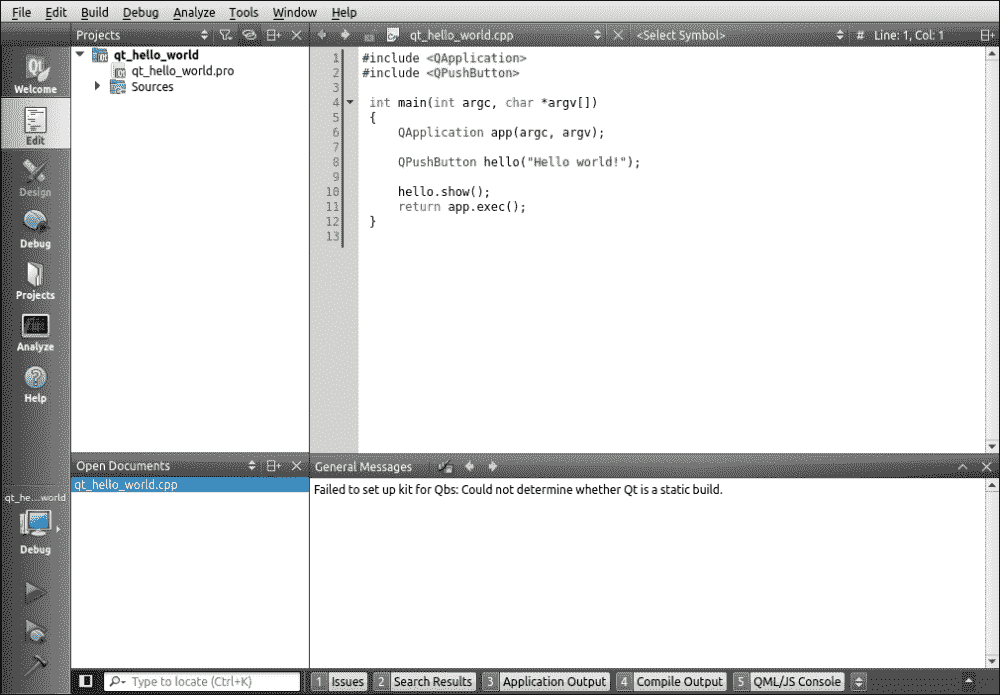 File Edit Build Debug Analyze Tools Window Help
Projects
qt_hello_world.cpp
<Select Symbol>
# Line: 1, Col: 1
Qt
Welcome
Edit
Design
Debug
Projects
Analyze
Help
qt_he...world
Debug
qt_hello_world
qt_hello_world.pro
Sources
1 #include <QApplication>
2 #include <QPushButton>
3
4 int main(int argc, char *argv[])
5 {
6 QApplication app(argc, argv);
7
8 QPushButton hello("Hello world!");
9
10 hello.show();
11 return app.exec();
12 }
13
Open Documents
qt_hello_world.cpp
General Messages
Failed to set up kit for Qbs: Could not determine whether Qt is a static build.
Type to locate (Ctrl+K)
1 Issues
2 Search Results
3 Application Output
4 Compile Output
5 QML/JS Console